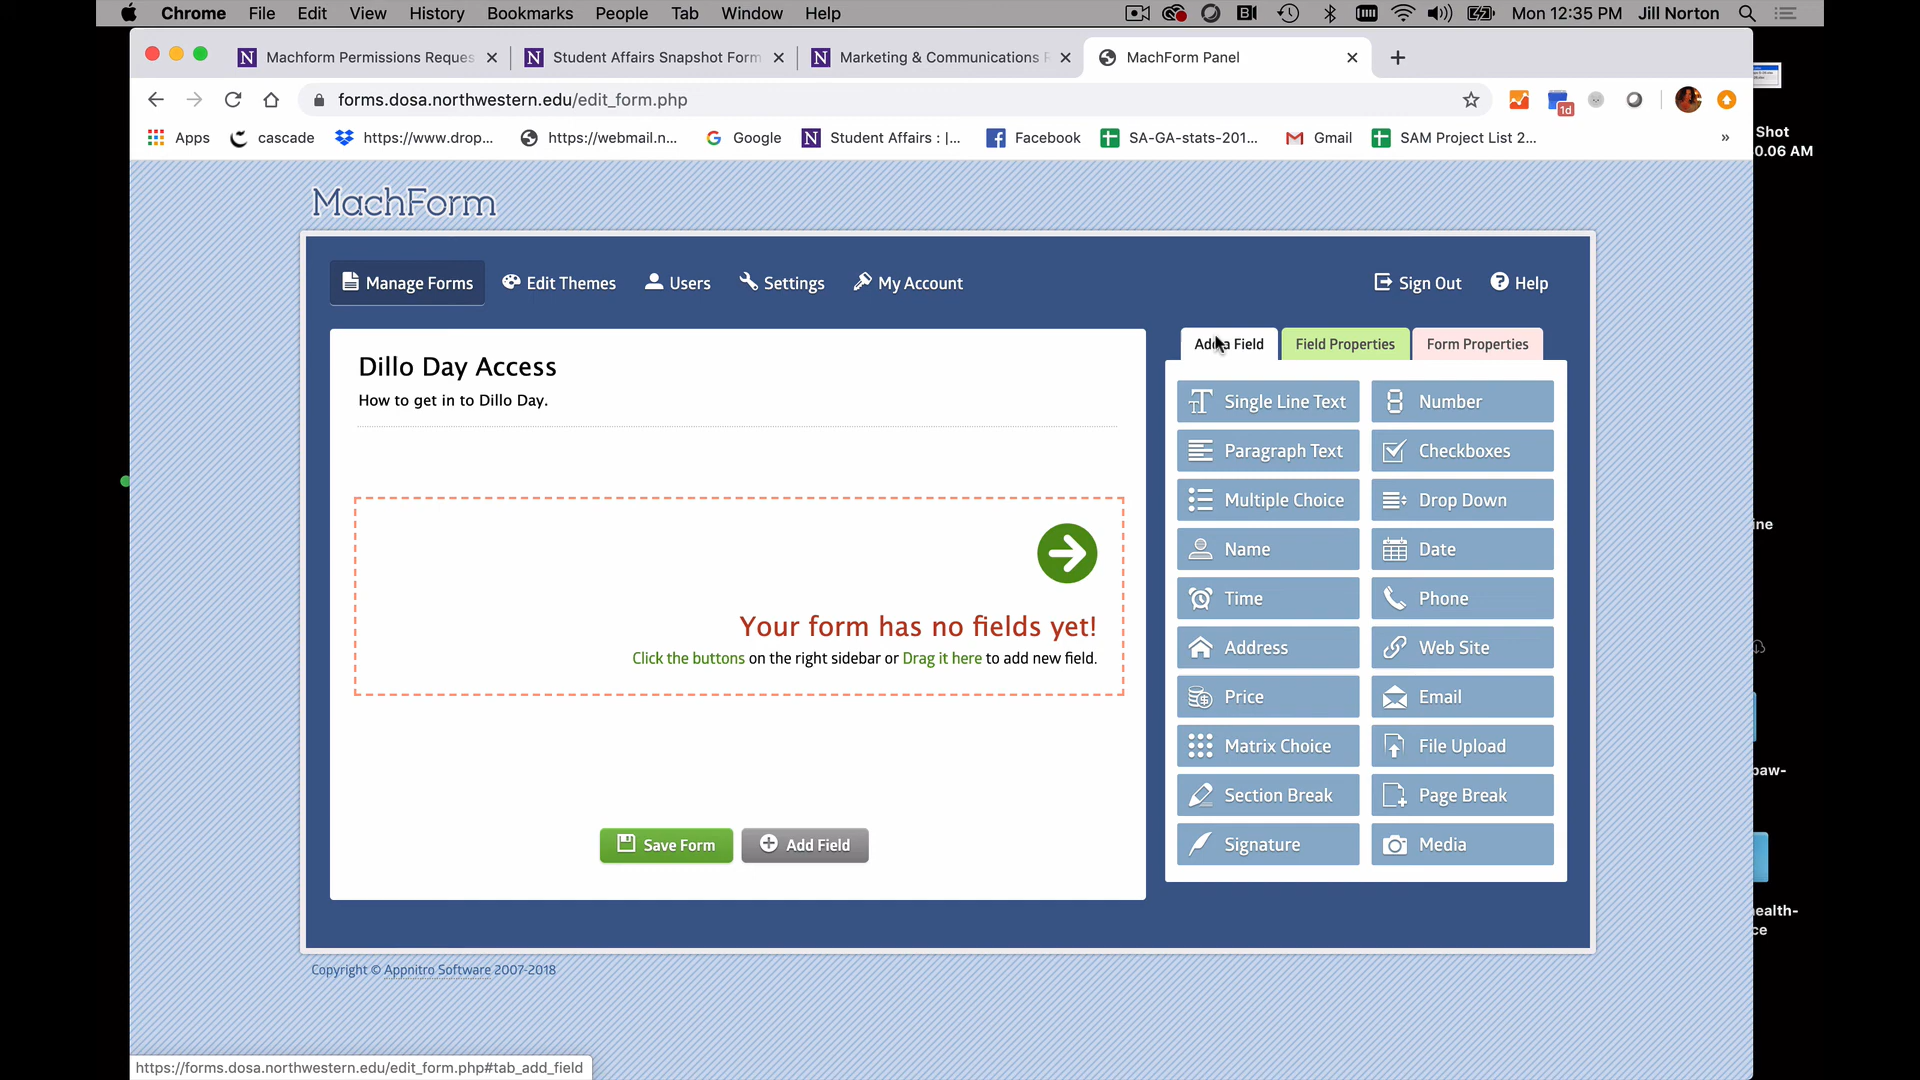 Chrome File Edit View History Bookmarks People Tab Window Help Mon 12:35 PM Jill Norton
Machform Permissions Reques Student Affairs Snapshot Form Marketing & Communications MachForm Panel
forms.dosa.northwestern.edu/edit_form.php
1d
Apps cascade https://www.drop... https://webmail.n... Google Student Affairs : |... Facebook SA-GA-stats-201... Gmail SAM Project List 2... »
Shot
0.06 AM
MachForm
Manage Forms Edit Themes Users Settings My Account Sign Out Help
Add a Field Field Properties Form Properties
Dillo Day Access
How to get in to Dillo Day.
Single Line Text Number
Paragraph Text Checkboxes
Multiple Choice Drop Down
ine
Name Date
Time Phone
Your form has no fields yet!
Click the buttons on the right sidebar or Drag it here to add new field.
Address Web Site
Price Email
Matrix Choice File Upload
paw-
Section Break Page Break
Save Form Add Field
Signature Media
ealth-
ce
Copyright © Appnitro Software 2007-2018
https://forms.dosa.northwestern.edu/edit_form.php#tab_add_field